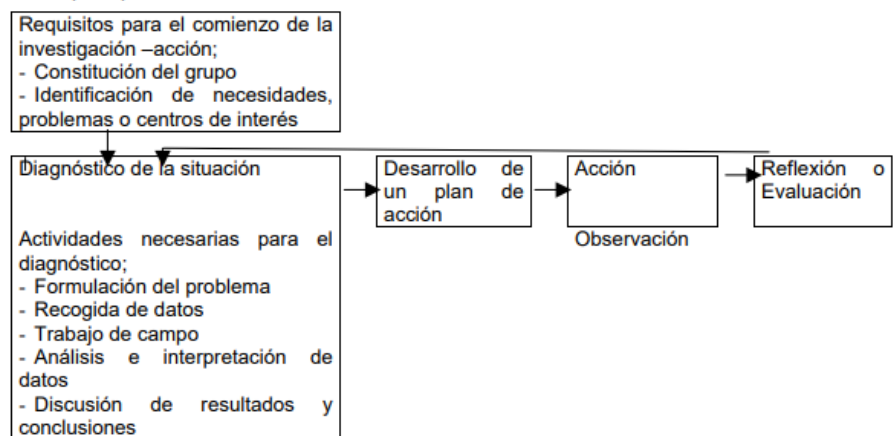 Requisitos para el comienzo de la
investigación –acción;
- Constitución del grupo
- Identificación de necesidades,
problemas o centros de interés
Diagnóstico de la situación
Actividades necesarias para el
diagnóstico;
- Formulación del problema
- Recogida de datos
- Trabajo de campo
- Análisis e interpretación de
datos
- Discusión de resultados y
conclusiones
Desarrollo de
un plan de
acción
Acción
Observación
Reflexión o
Evaluación